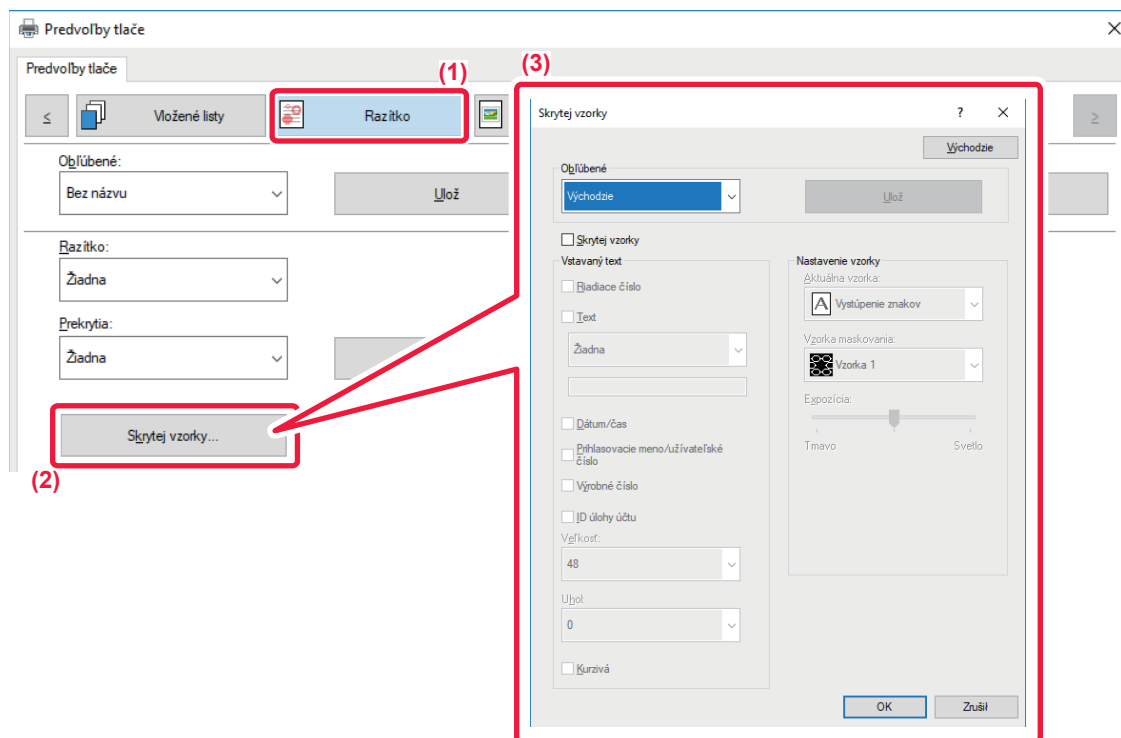 Predvoľby tlače
Predvoľby tlače
(1)
(3)
<
Vložené listy
Razítko
>
Obľúbené:
Bez názvu
Ulož
Razítko:
Žiadna
Prekrytia:
Žiadna
Skrytej vzorky...
(2)
Skrytej vzorky
?
Východzie
Obľúbené
Východzie
Ulož
Skrytej vzorky
Vstavaný text
Riadiace číslo
Text
Žiadna
Dátum/čas
Prihlasovacie meno/užívateľské
číslo
Výrobné číslo
ID úlohy účtu
Veľkosť:
48
Uhol:
0
Kurzivá
Nastavenie vzorky
Aktuálna vzorka:
A Vystúpenie znakov
Vzorka maskovania:
Vzorka 1
Expozícia:
Tmavo
Svetlo
OK
Zrušiť